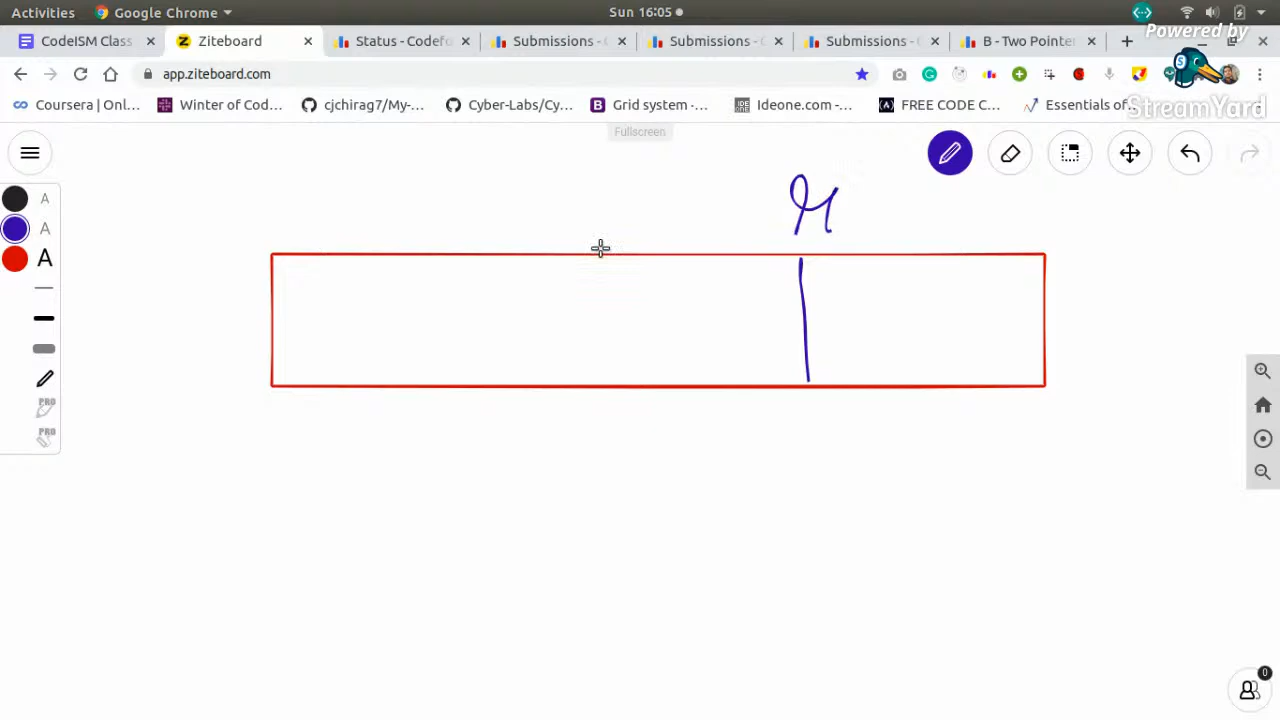 Activities Google Chrome Sun 16:05
CodeISM Class Ziteboard Status - Codefo Submissions - Submissions - Submissions - B - Two Pointer
Powered by
app.ziteboard.com
StreamYard
Coursera | Onl... Winter of Cod... cjchirag7/My-... Cyber-Labs/Cy... Grid system -... Ideone.com -... FREE CODE C... Essentials of...
Fullscreen
A
A
A
r
PRO
PRO
0